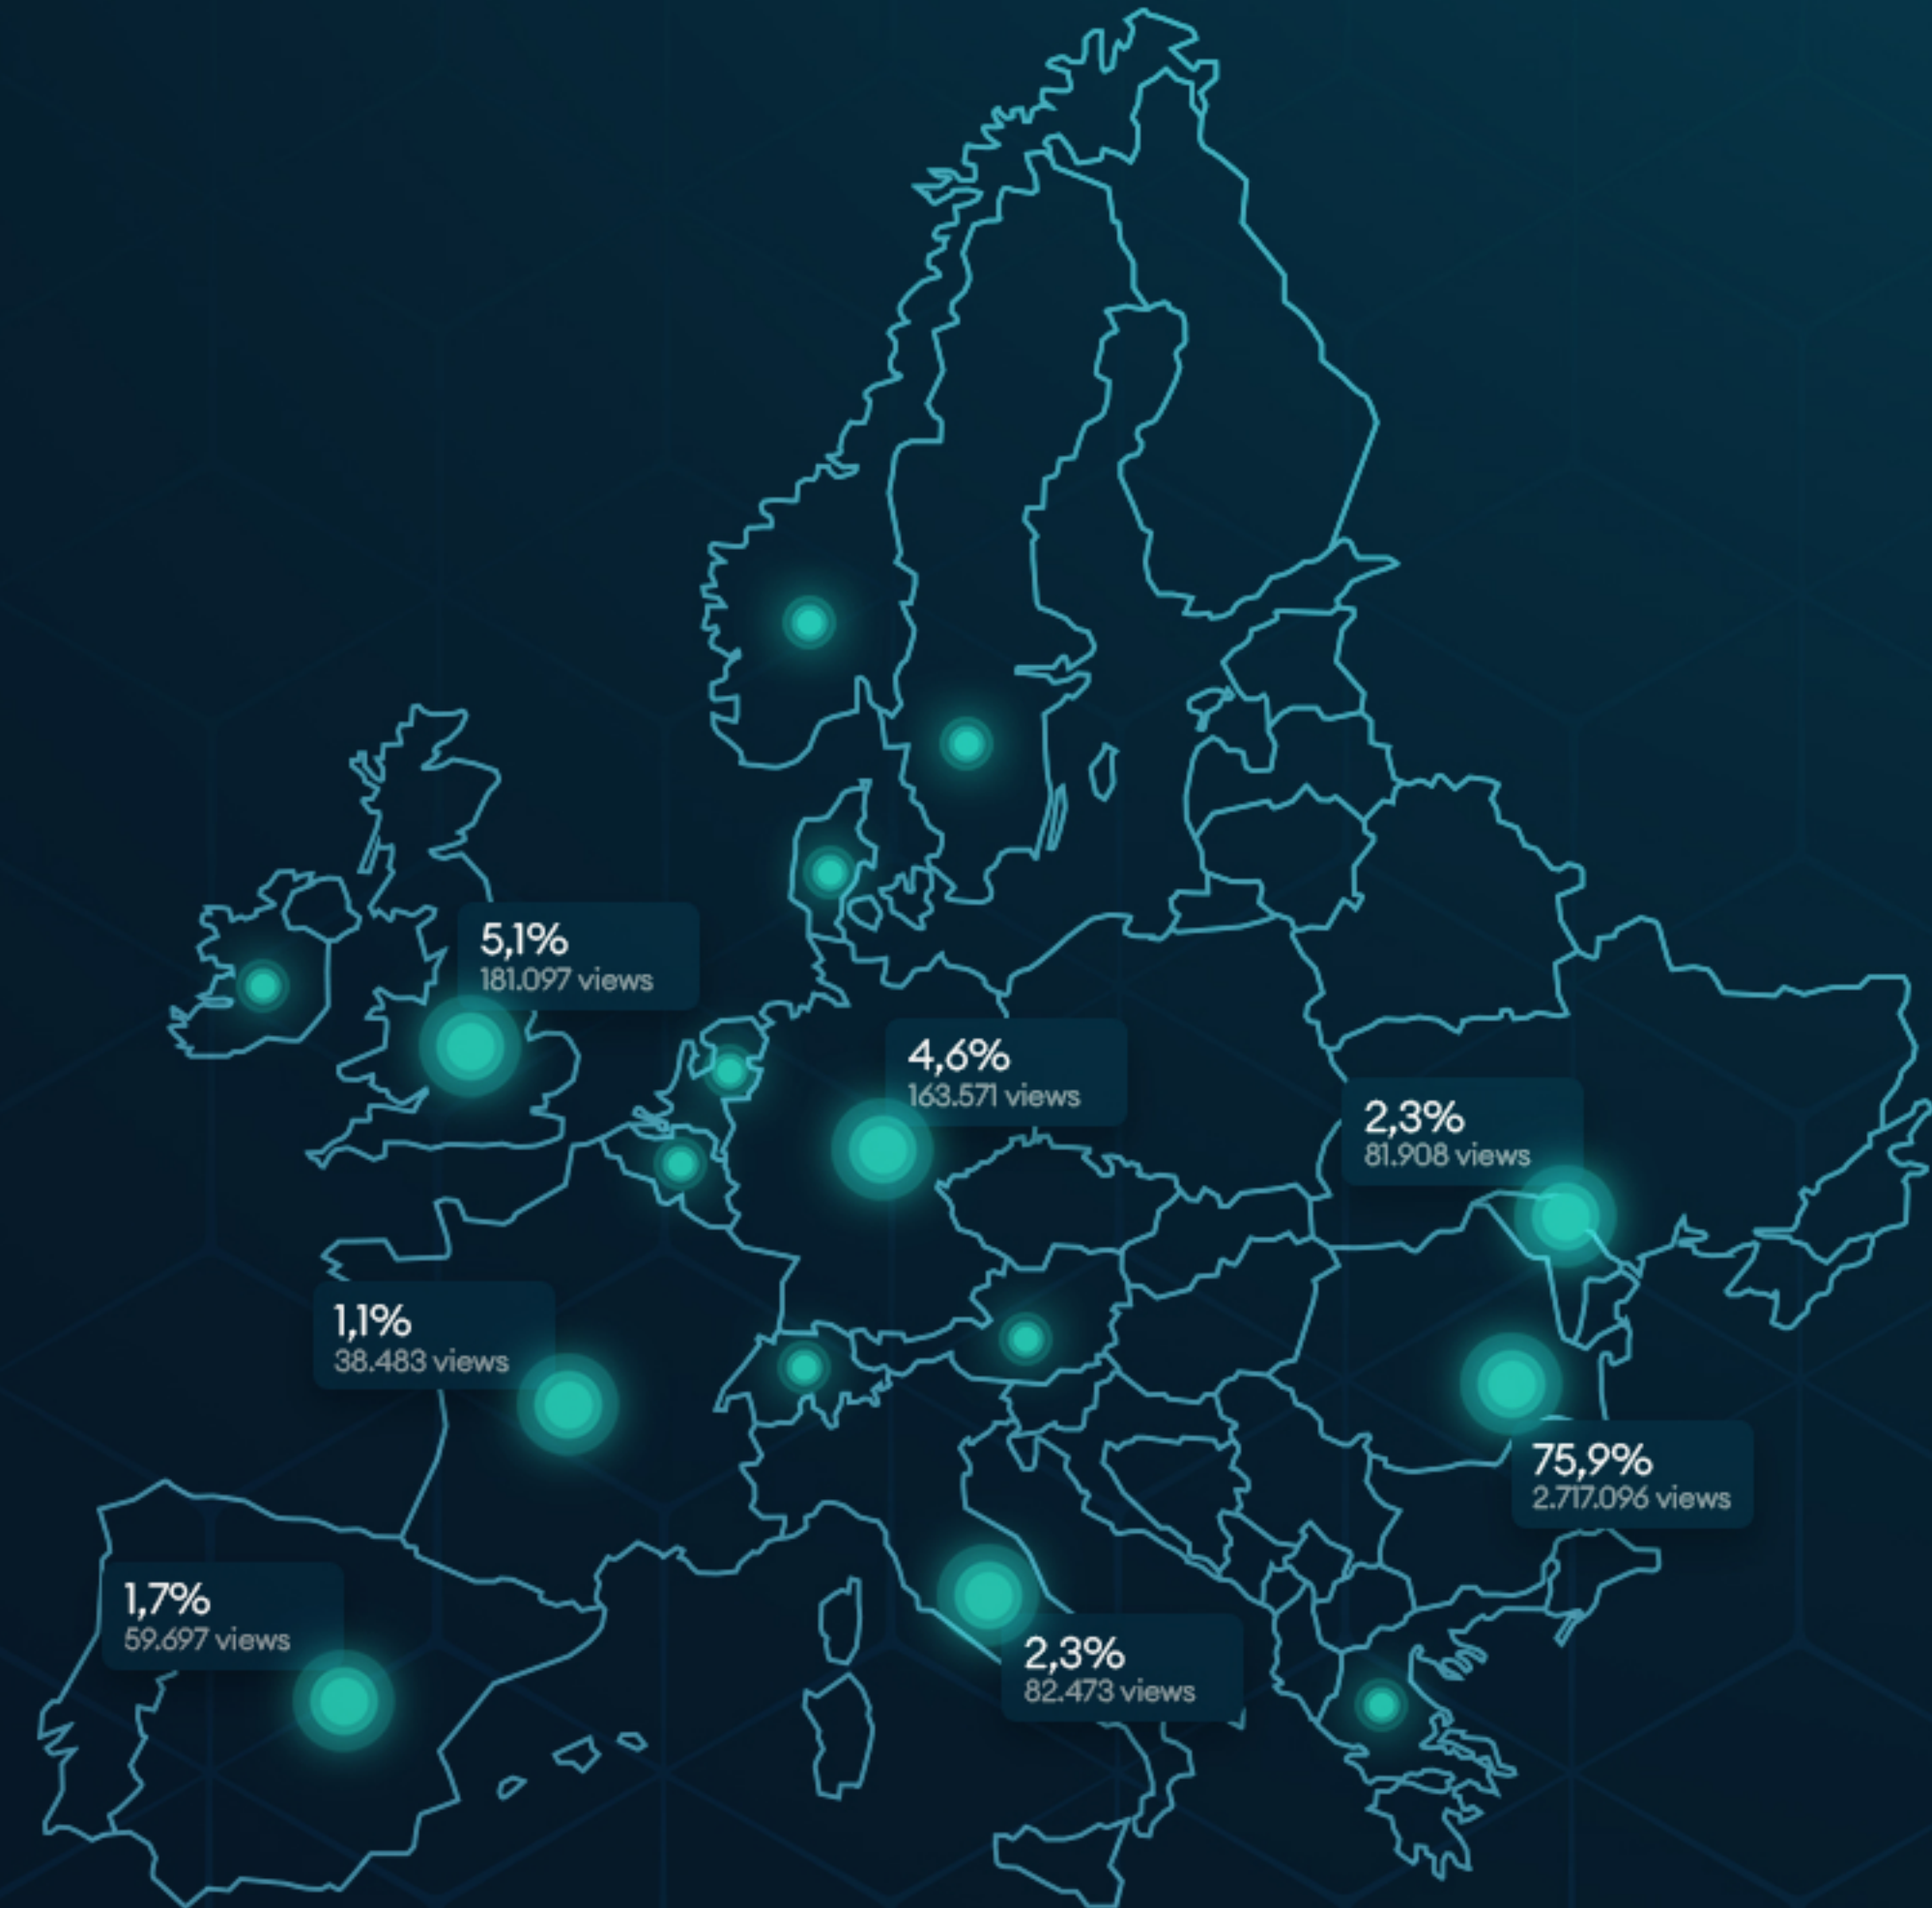 5,1%
181.097 views
4,6%
163.571 views
2,3%
81.908 views
1,1%
38.483 views
75,9%
2.717.096 views
1,7%
59.697 views
2,3%
82.473 views